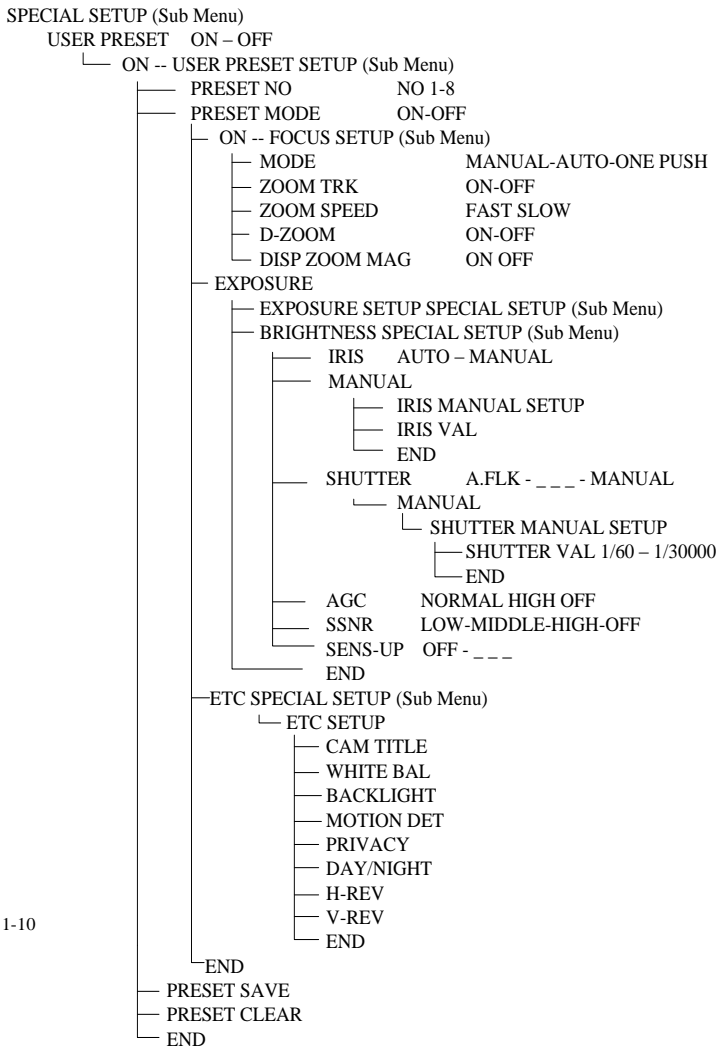 SPECIAL SETUP (Sub Menu)
USER PRESET ON – OFF
ON -- USER PRESET SETUP (Sub Menu)
PRESET NO NO 1-8
PRESET MODE ON-OFF
ON -- FOCUS SETUP (Sub Menu)
MODE MANUAL-AUTO-ONE PUSH
ZOOM TRK ON-OFF
ZOOM SPEED FAST SLOW
D-ZOOM ON-OFF
DISP ZOOM MAG ON OFF
EXPOSURE
EXPOSURE SETUP SPECIAL SETUP (Sub Menu)
BRIGHTNESS SPECIAL SETUP (Sub Menu)
IRIS AUTO – MANUAL
MANUAL
IRIS MANUAL SETUP
IRIS VAL
END
SHUTTER A.FLK - _ _ _ - MANUAL
MANUAL
SHUTTER MANUAL SETUP
SHUTTER VAL 1/60 – 1/30000
END
AGC NORMAL HIGH OFF
SSNR LOW-MIDDLE-HIGH-OFF
SENS-UP OFF - _ _ _
END
ETC SPECIAL SETUP (Sub Menu)
ETC SETUP
CAM TITLE
WHITE BAL
BACKLIGHT
MOTION DET
PRIVACY
DAY/NIGHT
H-REV
V-REV
1-10
END
END
PRESET SAVE
PRESET CLEAR
END